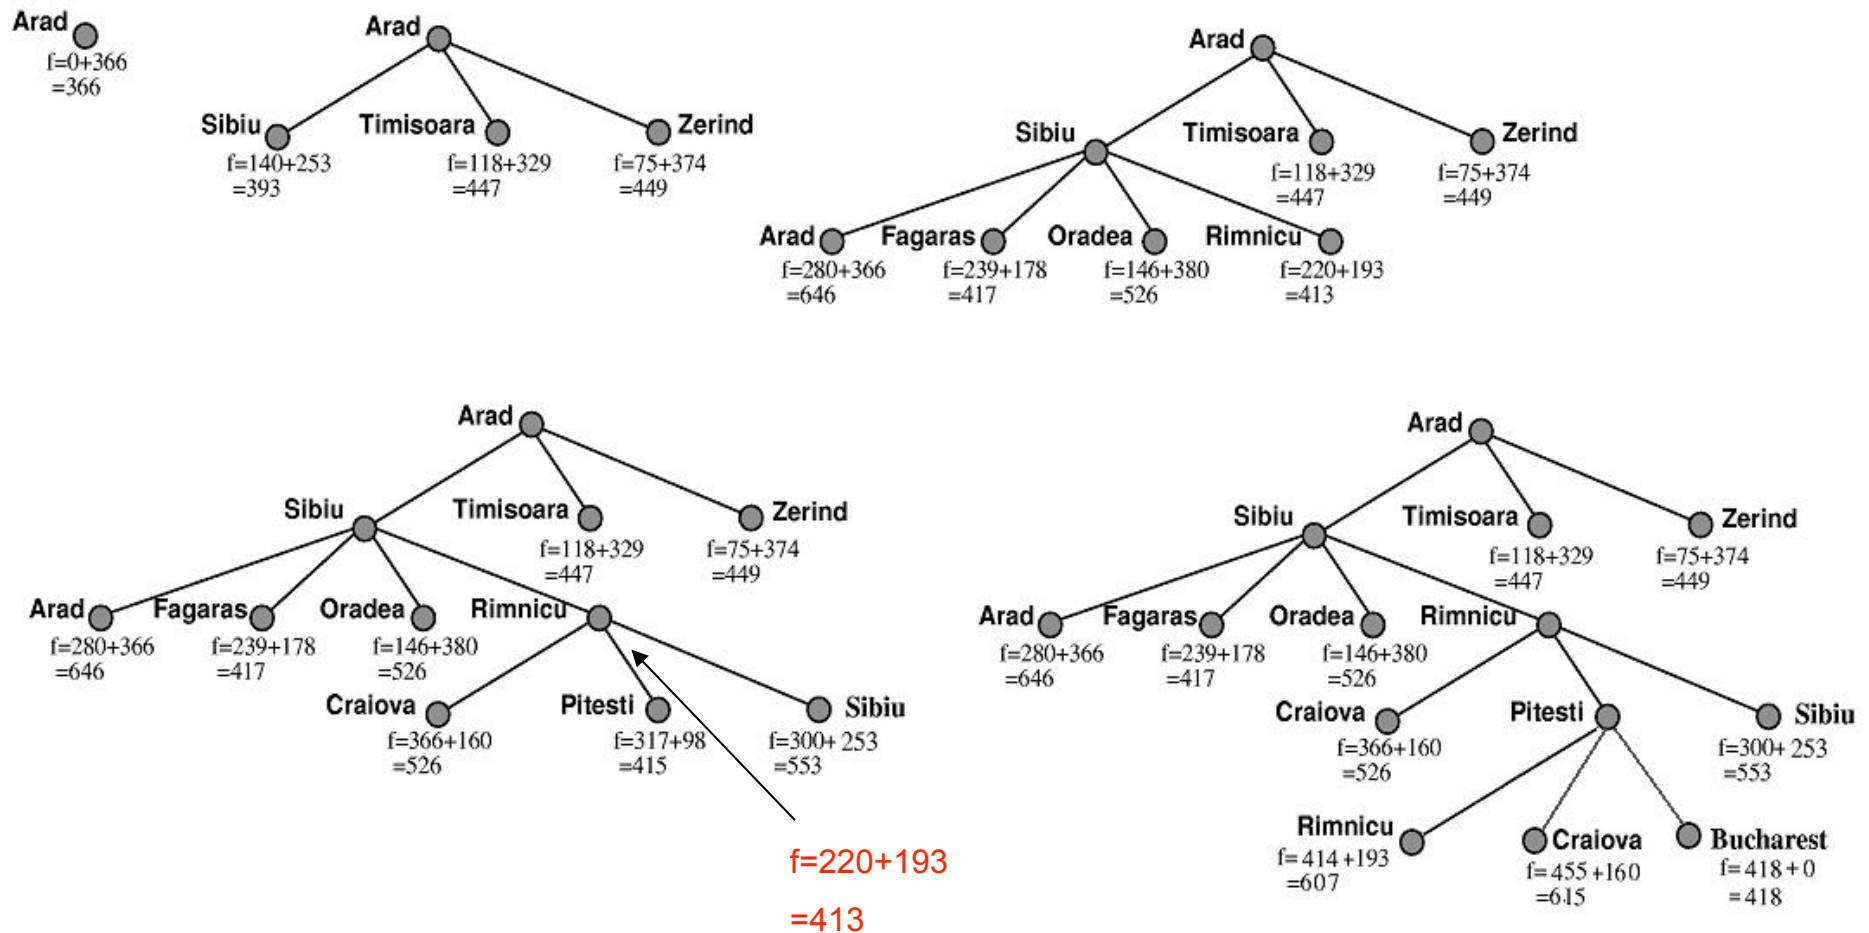 Arad
f=0+366
=366
Arad
Sibiu
f=140+253
=393
Timisoara
f=118+329
=447
Zerind
f=75+374
=449
Arad
Sibiu
Timisoara
f=118+329
=447
Zerind
f=75+374
=449
Arad
f=280+366
=646
Fagaras
f=239+178
=417
Oradea
f=146+380
=526
Rimnicu
f=220+193
=413
Arad
Sibiu
Timisoara
f=118+329
=447
Zerind
f=75+374
=449
Arad
f=280+366
=646
Fagaras
f=239+178
=417
Oradea
f=146+380
=526
Rimnicu
Craiova
f=366+160
=526
Pitesti
f=317+98
=415
Sibiu
f=300+253
=553
f=220+193
=413
Arad
Sibiu
Timisoara
f=118+329
=447
Zerind
f=75+374
=449
Arad
f=280+366
=646
Fagaras
f=239+178
=417
Oradea
f=146+380
=526
Rimnicu
Craiova
f=366+160
=526
Pitesti
Sibiu
f=300+253
=553
Rimnicu
f=414+193
=607
Craiova
f=455+160
=615
Bucharest
f=418+0
=418